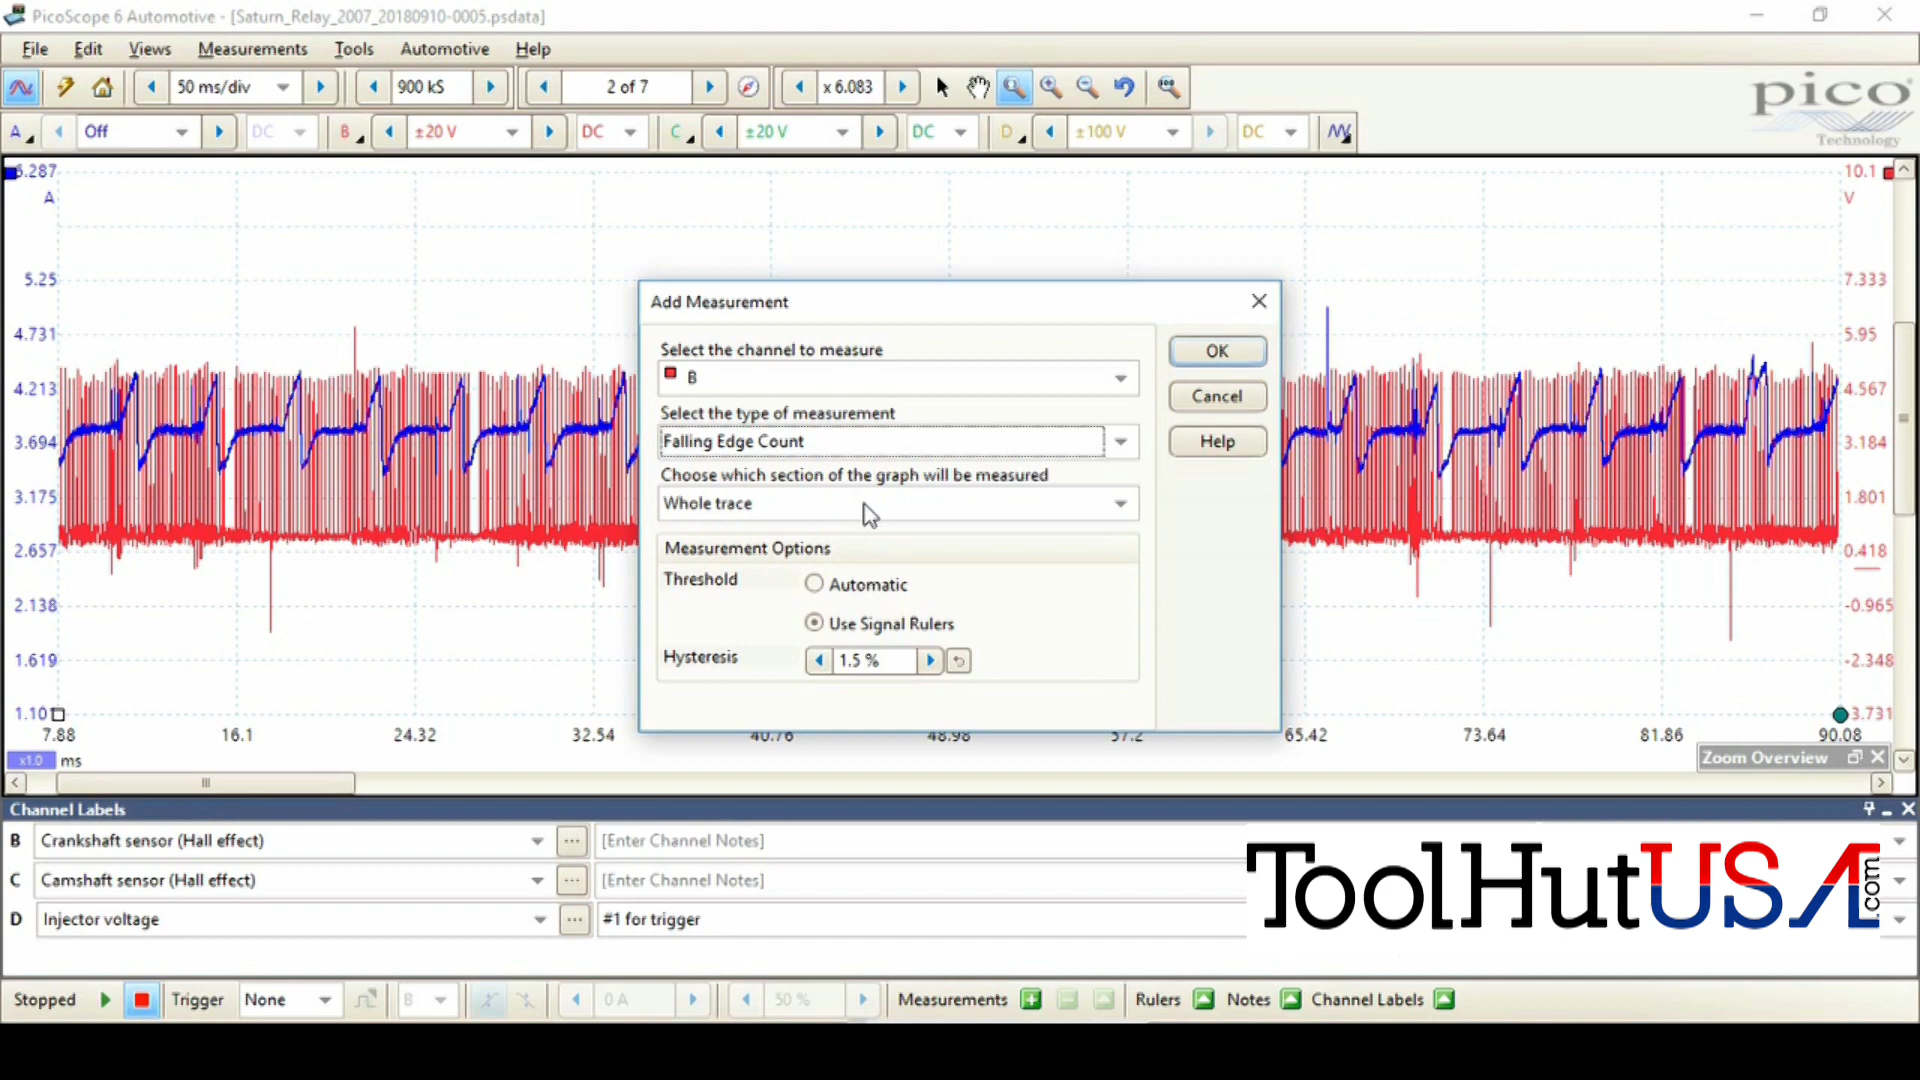 PicoScope 6 Automotive - [Saturn_Relay_2007_20180910-0005.psdata]
File Edit Views Measurements Tools Automotive Help
50 ms/div 900 kS 2 of 7 x 6.083
A Off DC B ±20 V DC C ±20 V DC D ±100 V DC
pico
Technology
6.287 10.1
A V
5.25 7.333
4.731 5.95
4.213 4.567
3.694 3.184
3.175 1.801
2.657 0.418
2.138 -0.965
1.619 -2.348
1.101 -3.731
Add Measurement
Select the channel to measure
B
Select the type of measurement
Falling Edge Count
Choose which section of the graph will be measured
Whole trace
Measurement Options
Threshold Automatic
Use Signal Rulers
Hysteresis 1.5 %
OK
Cancel
Help
7.88 16.1 24.32 32.54 40.76 48.98 57.2 65.42 73.64 81.86 90.08
x1.0 ms
Zoom Overview
Channel Labels
B Crankshaft sensor (Hall effect) ... [Enter Channel Notes]
C Camshaft sensor (Hall effect) ... [Enter Channel Notes]
D Injector voltage ... #1 for trigger
ToolHutUSA.com
Stopped Trigger None B 0 A 50 % Measurements Rulers Notes Channel Labels